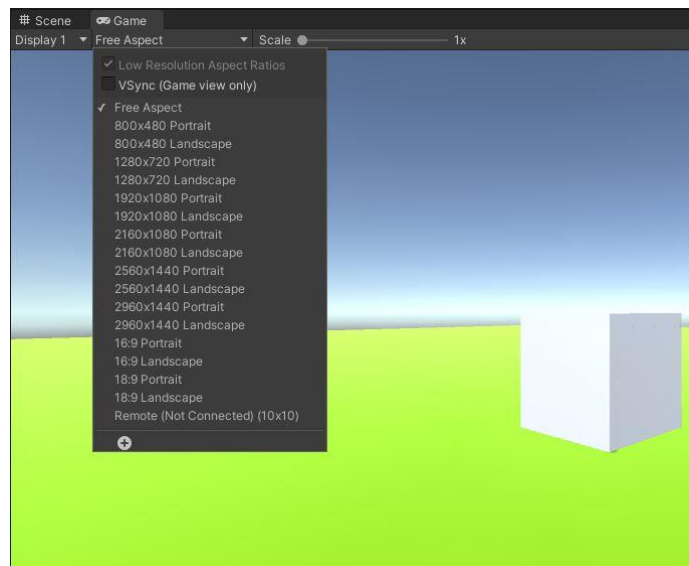 Scene Game
Display 1 Free Aspect Scale 1x
Low Resolution Aspect Ratios
VSync (Game view only)
Free Aspect
800x480 Portrait
800x480 Landscape
1280x720 Portrait
1280x720 Landscape
1920x1080 Portrait
1920x1080 Landscape
2160x1080 Portrait
2160x1080 Landscape
2560x1440 Portrait
2560x1440 Landscape
2960x1440 Portrait
2960x1440 Landscape
16:9 Portrait
16:9 Landscape
18:9 Portrait
18:9 Landscape
Remote (Not Connected) (10x10)